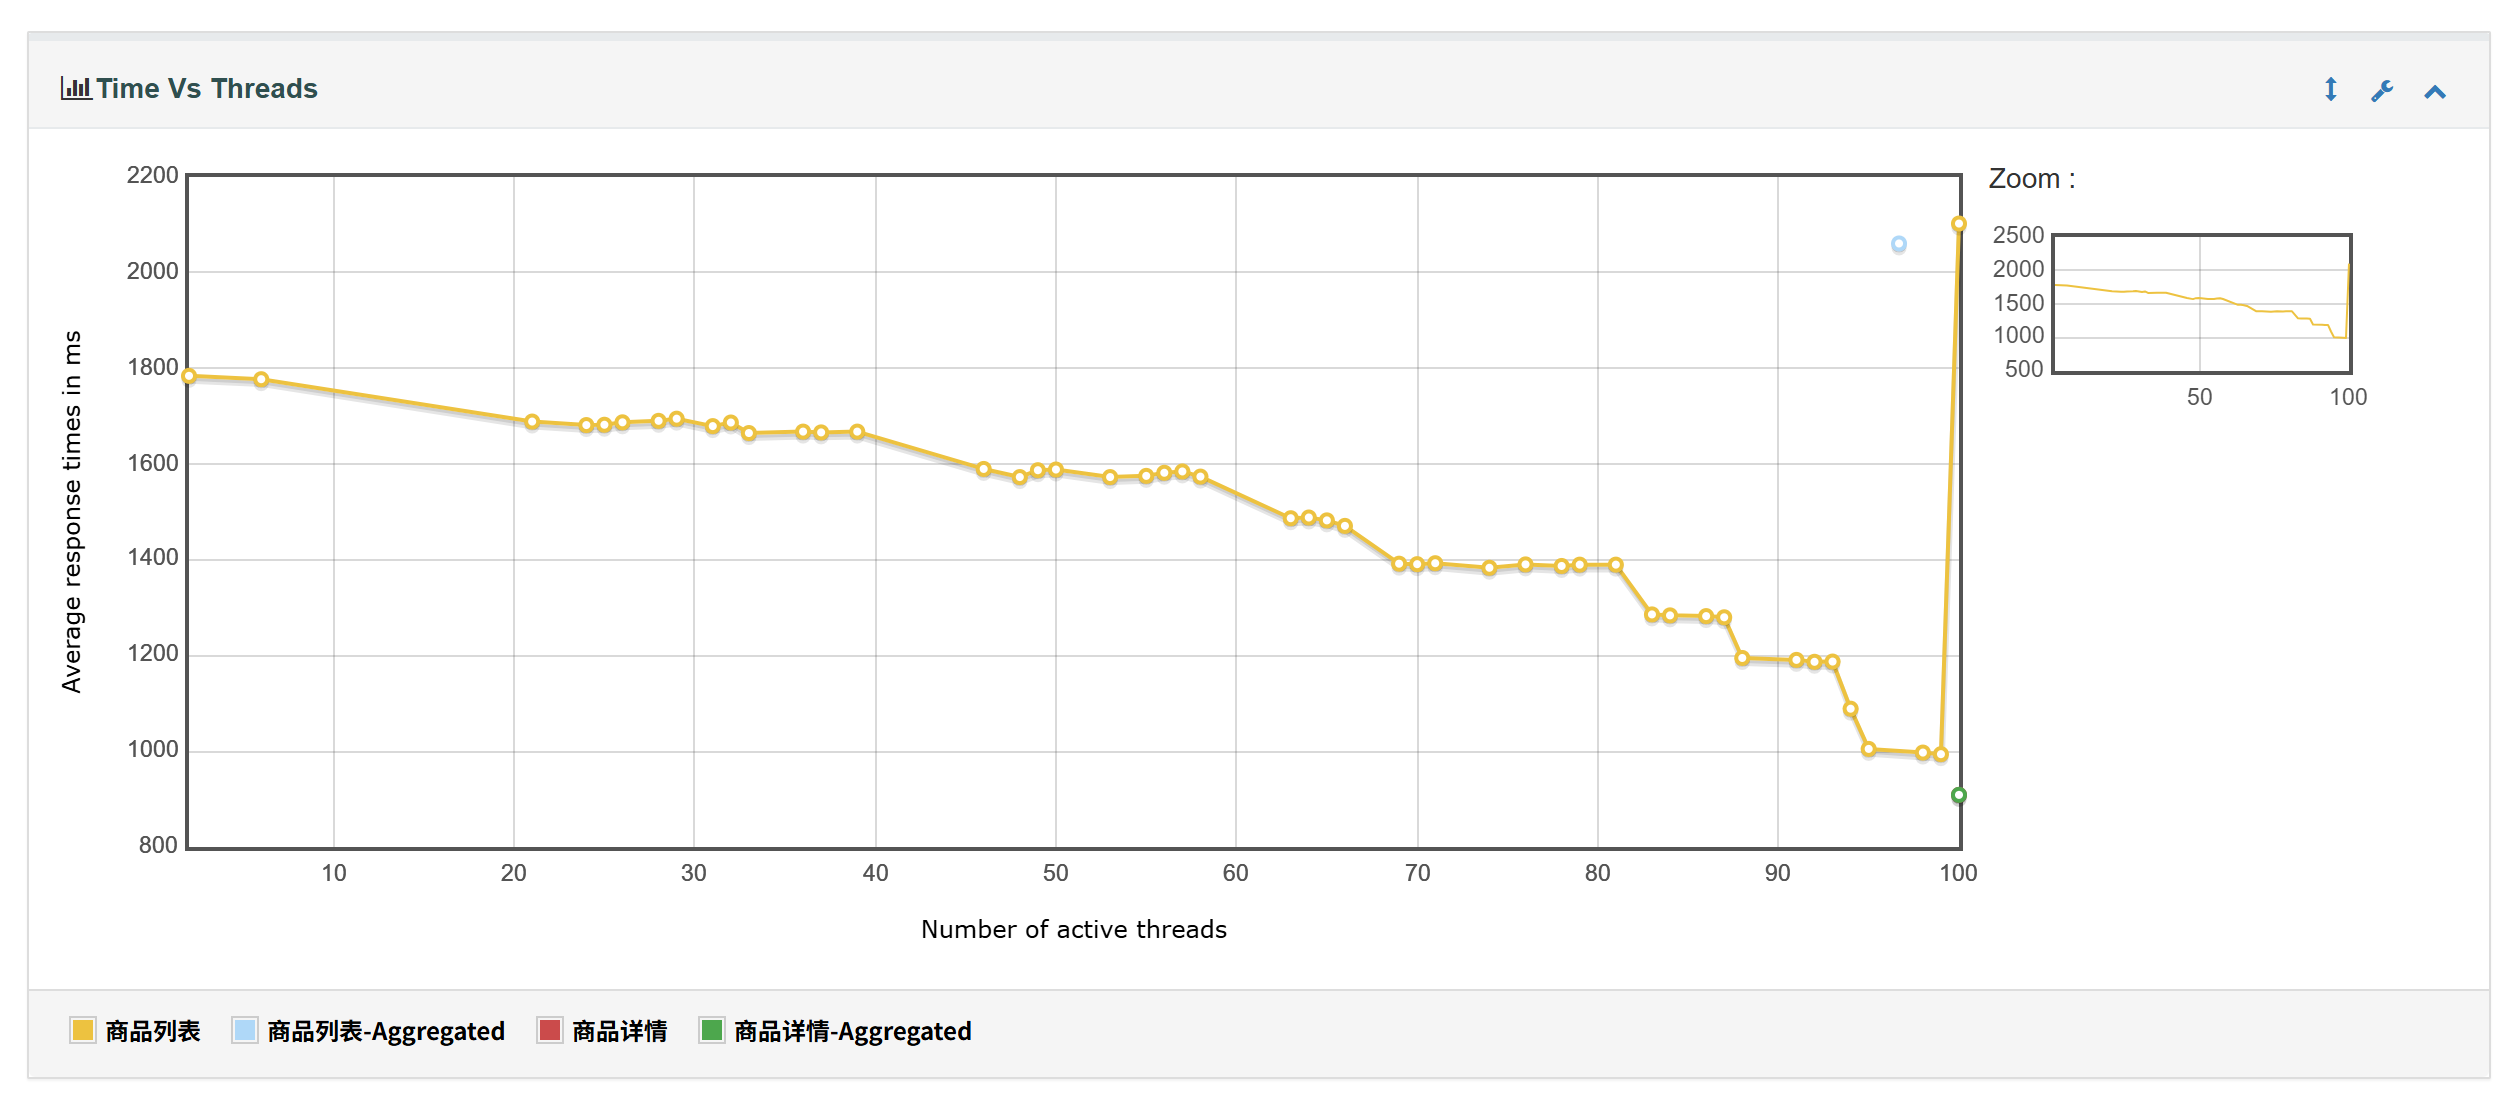 Time Vs Threads
2200
2000
1800
1600
1400
1200
1000
800
Average response times in ms
10 20 30 40 50 60 70 80 90 100
Number of active threads
Zoom :
2500
2000
1500
1000
500
50 100
商品列表 商品列表-Aggregated 商品详情 商品详情-Aggregated